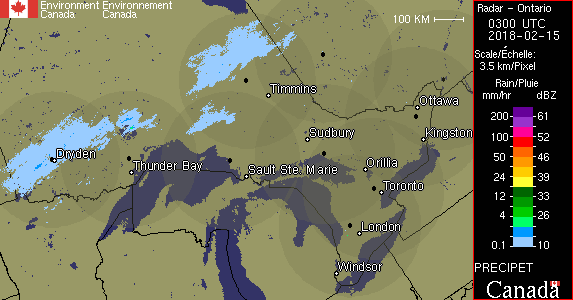 Environment Environnement
Canada Canada
100 KM
Timmins
Ottawa
Sudbury
Kingston
Dryden
Thunder Bay
Sault Ste. Marie
Orillia
Toronto
London
Windsor
Radar – Ontario
0300 UTC
2018-02-15
Scale/Échelle:
3.5 km/Pixel
Rain/Pluie
mm/hr dBZ
200 61
100 52
50 46
24 39
12 33
4 26
0.1 10
PRECIPET
Canada